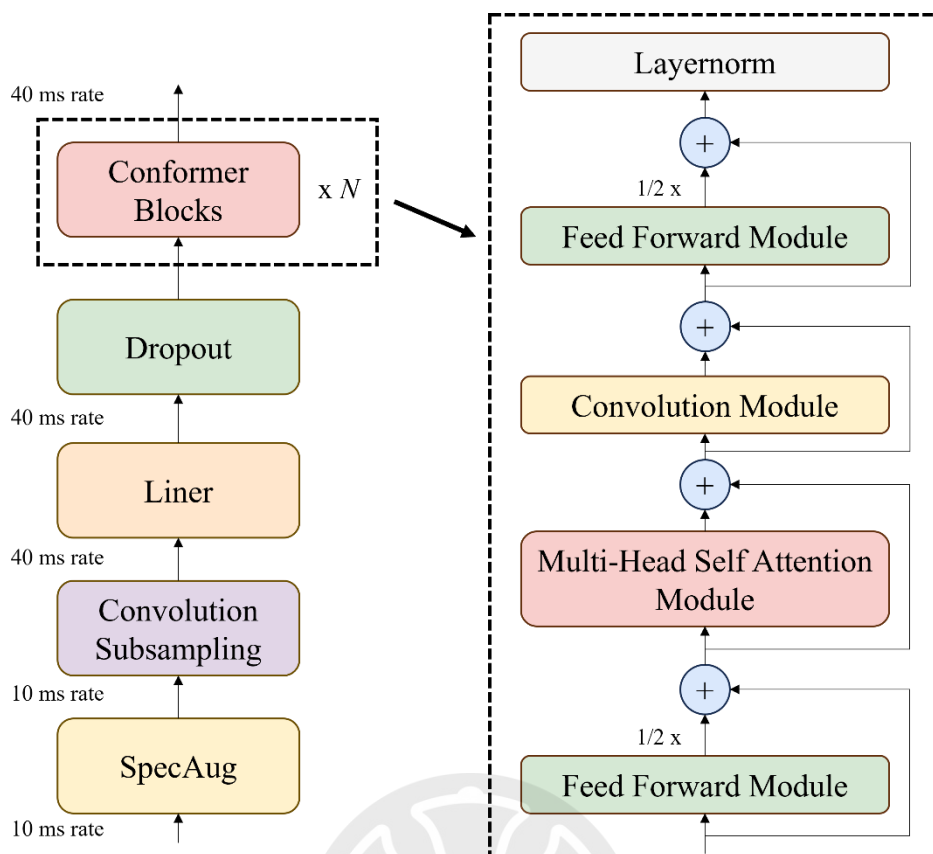 40 ms rate
Conformer
Blocks
x N
Dropout
40 ms rate
Liner
40 ms rate
Convolution
Subsampling
10 ms rate
SpecAug
10 ms rate
Layernorm
+
1/2 x
Feed Forward Module
+
Convolution Module
+
Multi-Head Self Attention
Module
+
1/2 x
Feed Forward Module